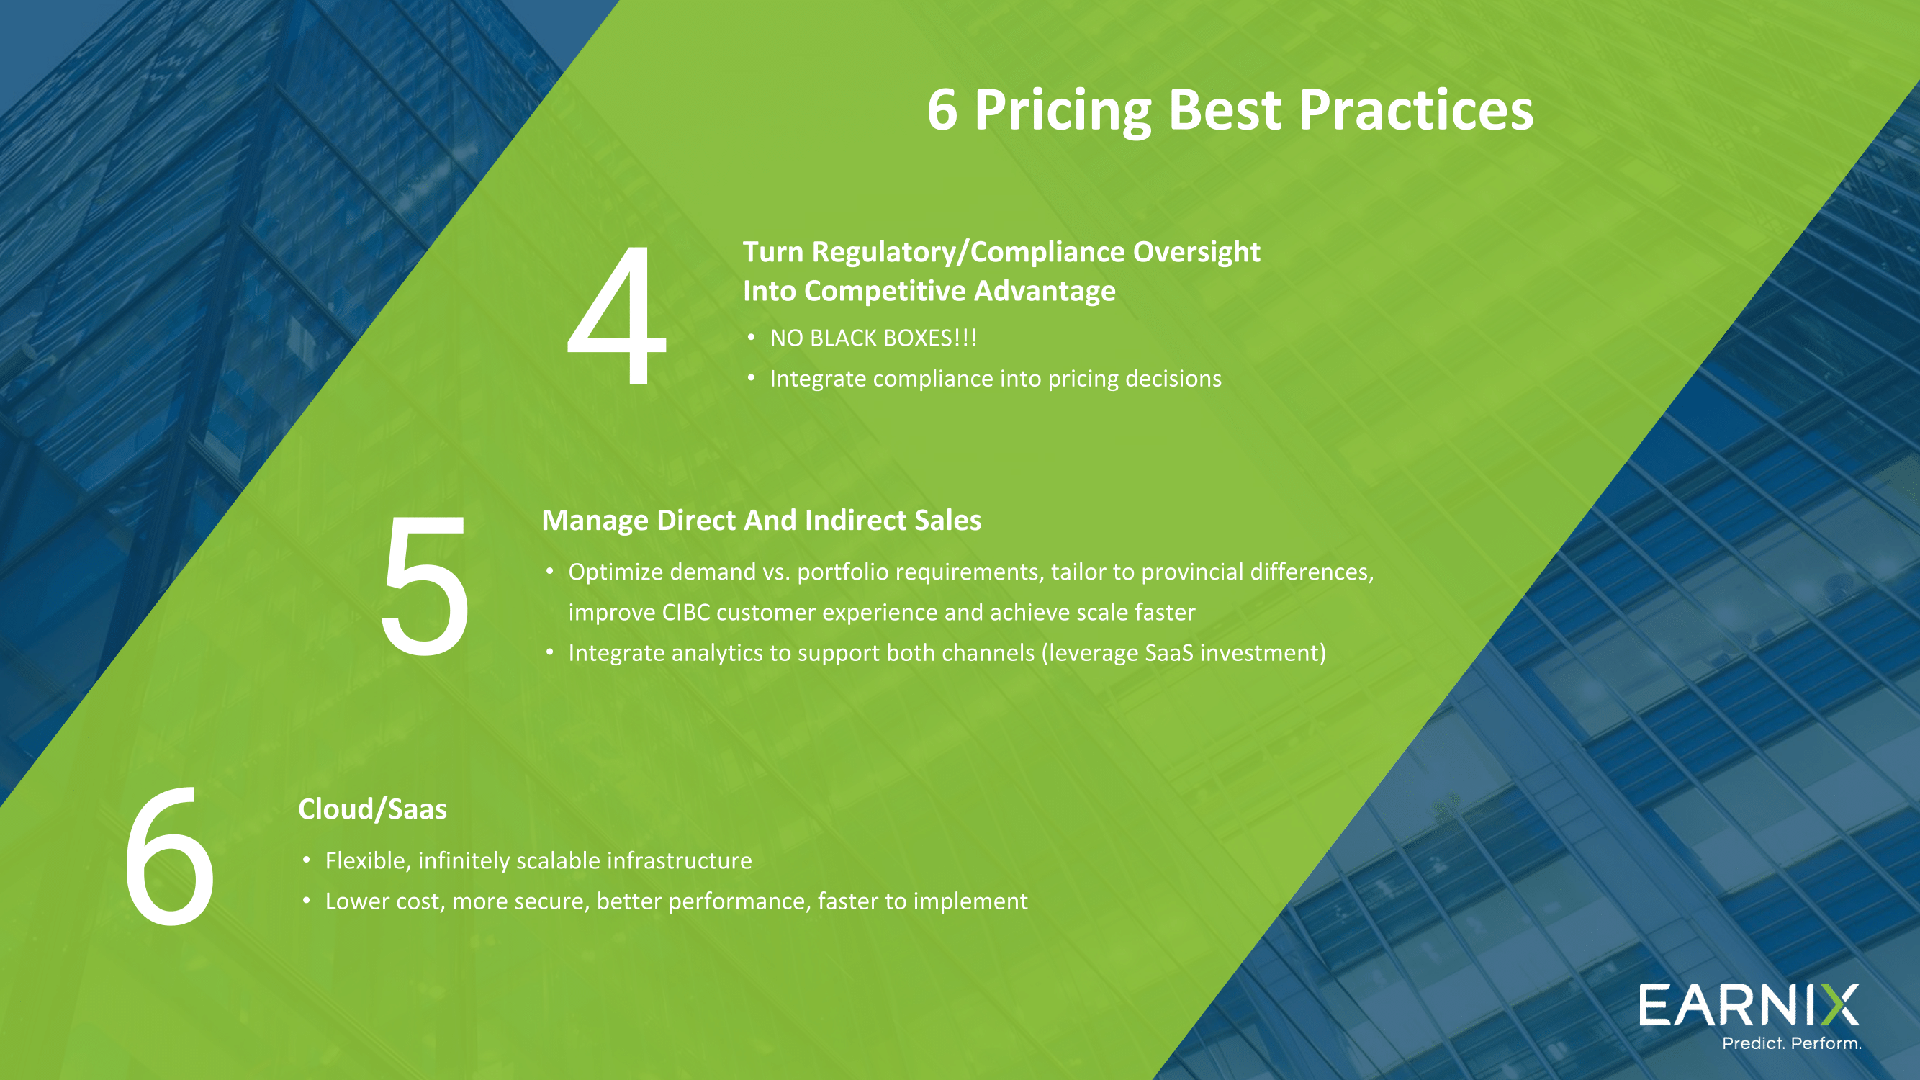 6 Pricing Best Practices
4
Turn Regulatory/Compliance Oversight
Into Competitive Advantage
• NO BLACK BOXES!!!
• Integrate compliance into pricing decisions
5
Manage Direct And Indirect Sales
• Optimize demand vs. portfolio requirements, tailor to provincial differences,
improve CIBC customer experience and achieve scale faster
• Integrate analytics to support both channels (leverage SaaS investment)
6
Cloud/Saas
• Flexible, infinitely scalable infrastructure
• Lower cost, more secure, better performance, faster to implement
EARNIX
Predict. Perform.